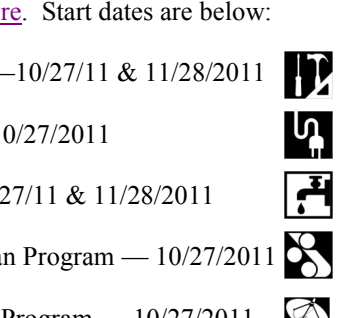 re. Start dates are below:
—10/27/11 & 11/28/2011
0/27/2011
27/11 & 11/28/2011
an Program — 10/27/2011
Program — 10/27/2011